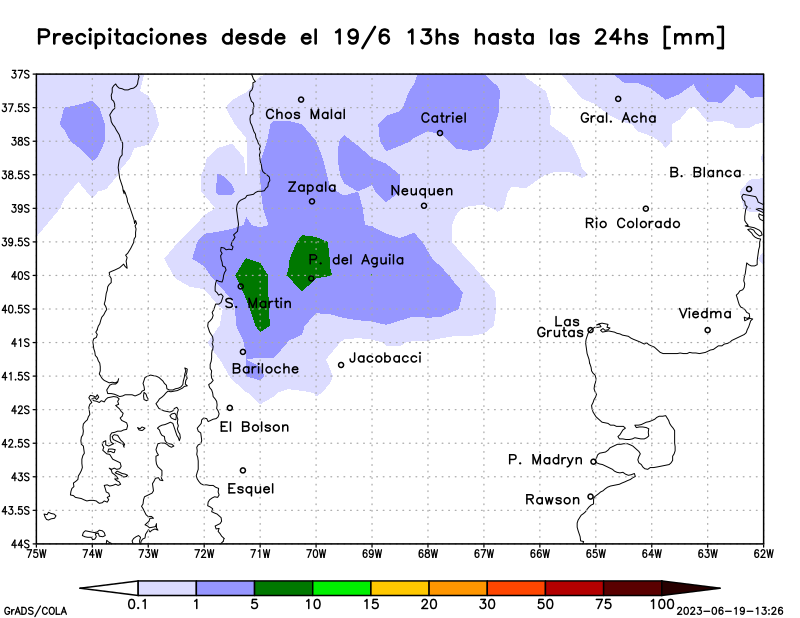 Precipitaciones desde el 19/6 13hs hasta las 24hs [mm]
37S
37.5S
38S
38.5S
39S
39.5S
40S
40.5S
41S
41.5S
42S
42.5S
43S
43.5S
44S
Chos Malal
Catriel
Gral. Acha
B. Blanca
Zapala
Neuquen
Rio Colorado
P. del Aguila
S. Martin
Viedma
Las
Grutas
Bariloche
Jacobacci
El Bolson
P. Madryn
Esquel
Rawson
75W 74W 73W 72W 71W 70W 69W 68W 67W 66W 65W 64W 63W 62W
0.1 1 5 10 15 20 30 50 75 100
GrADS/COLA
2023-06-19-13:26